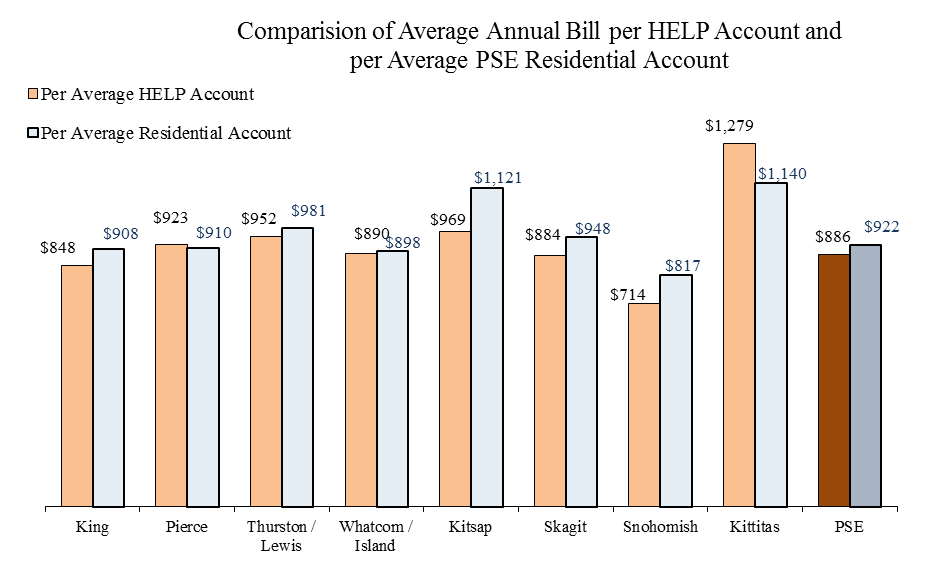 Comparision of Average Annual Bill per HELP Account and
per Average PSE Residential Account
Per Average HELP Account
Per Average Residential Account
$848
$908
$923
$910
$952
$981
$890
$898
$969
$1,121
$884
$948
$714
$817
$1,279
$1,140
$886
$922
King
Pierce
Thurston /
Lewis
Whatcom /
Island
Kitsap
Skagit
Snohomish
Kittitas
PSE